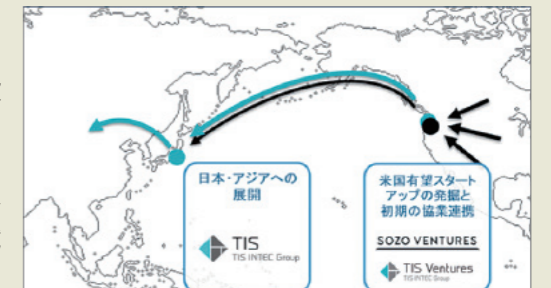 日本・アジアへの
展開
TIS
TIS INTEC Group
米国有望スタート
アップの発掘と
初期の協業連携
SOZO VENTURES
TIS Ventures
TIS INTEC Group